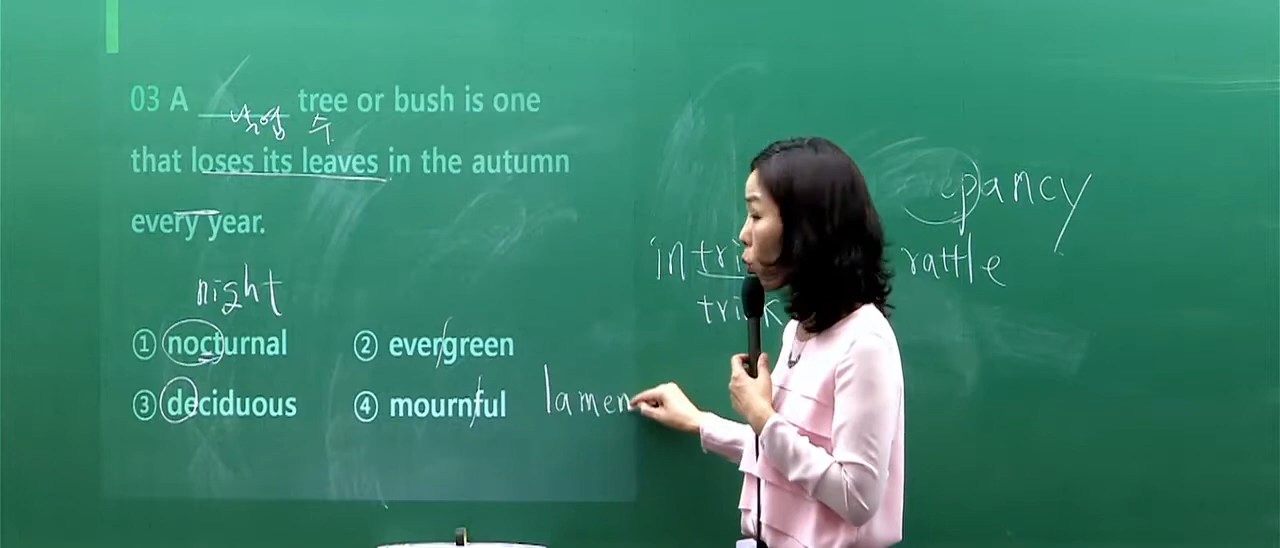 03 A ______ tree or bush is one
낙엽 수
that loses its leaves in the autumn
every year.
night
① nocturnal ② evergreen
③ deciduous ④ mournful
lamen
epancy
intri
rattle